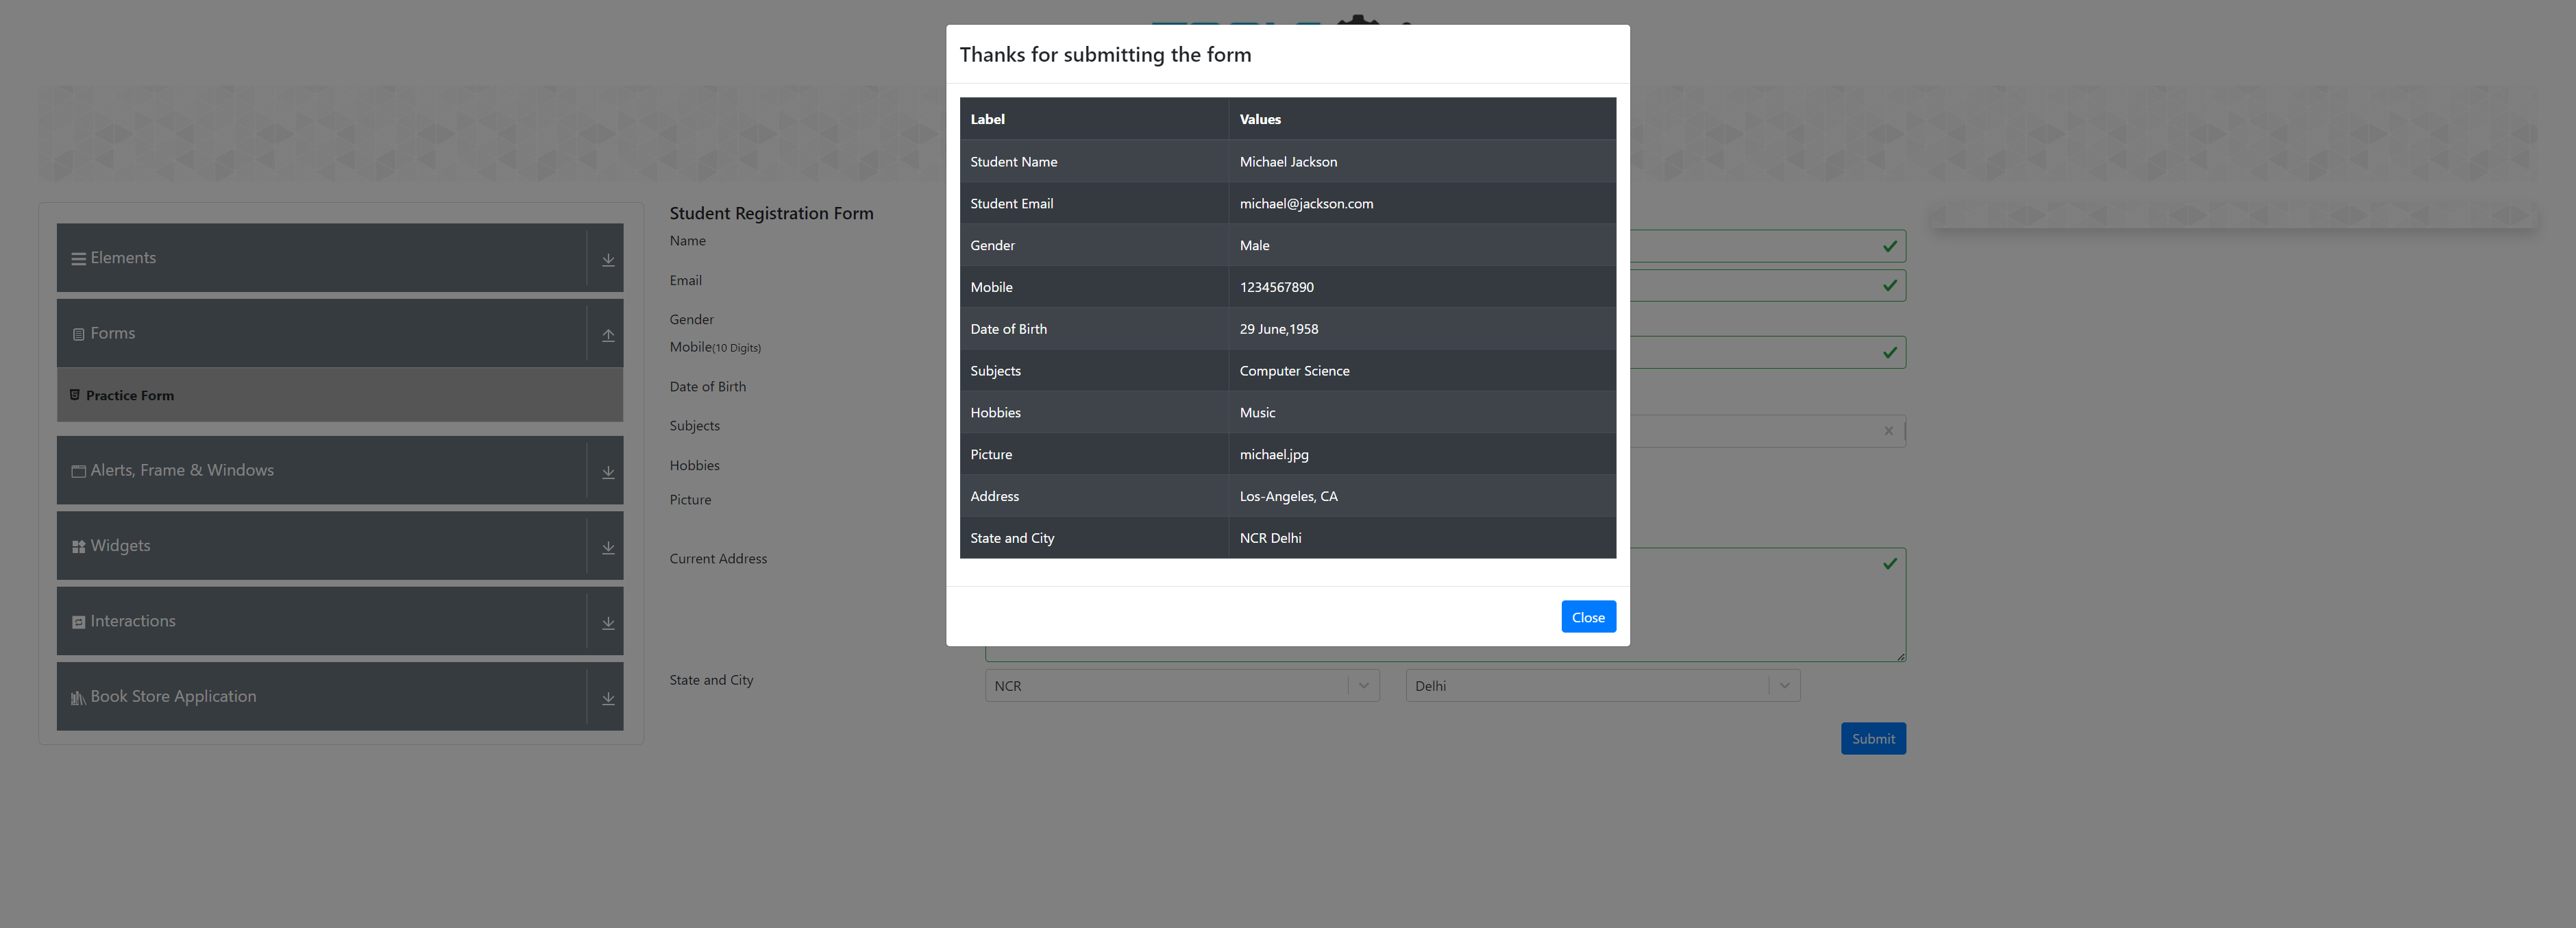 Thanks for submitting the form
Label Values
Student Name Michael Jackson
Student Email michael@jackson.com
Gender Male
Mobile 1234567890
Date of Birth 29 June,1958
Subjects Computer Science
Hobbies Music
Picture michael.jpg
Address Los-Angeles, CA
State and City NCR Delhi
Close
Elements
Forms
Practice Form
Alerts, Frame & Windows
Widgets
Interactions
Book Store Application
Student Registration Form
Name
Email
Gender
Mobile(10 Digits)
Date of Birth
Subjects
Hobbies
Picture
Current Address
State and City NCR Delhi
Submit